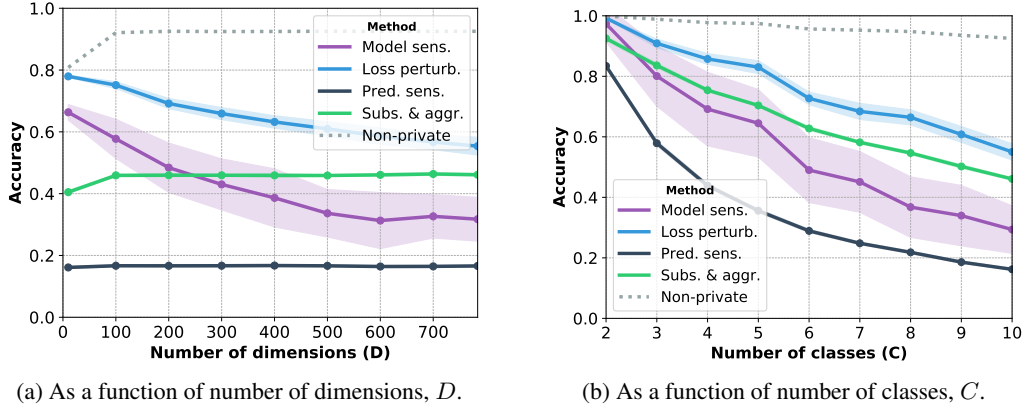 1.0
0.8
0.6
0.4
0.2
0.0
Accuracy
0 100 200 300 400 500 600 700
Number of dimensions (D)
Method
Model sens.
Loss perturb.
Pred. sens.
Subs. & aggr.
Non-private
(a) As a function of number of dimensions, D.
1.0
0.8
0.6
0.4
0.2
0.0
Accuracy
2 3 4 5 6 7 8 9 10
Number of classes (C)
Method
Model sens.
Loss perturb.
Pred. sens.
Subs. & aggr.
Non-private
(b) As a function of number of classes, C.